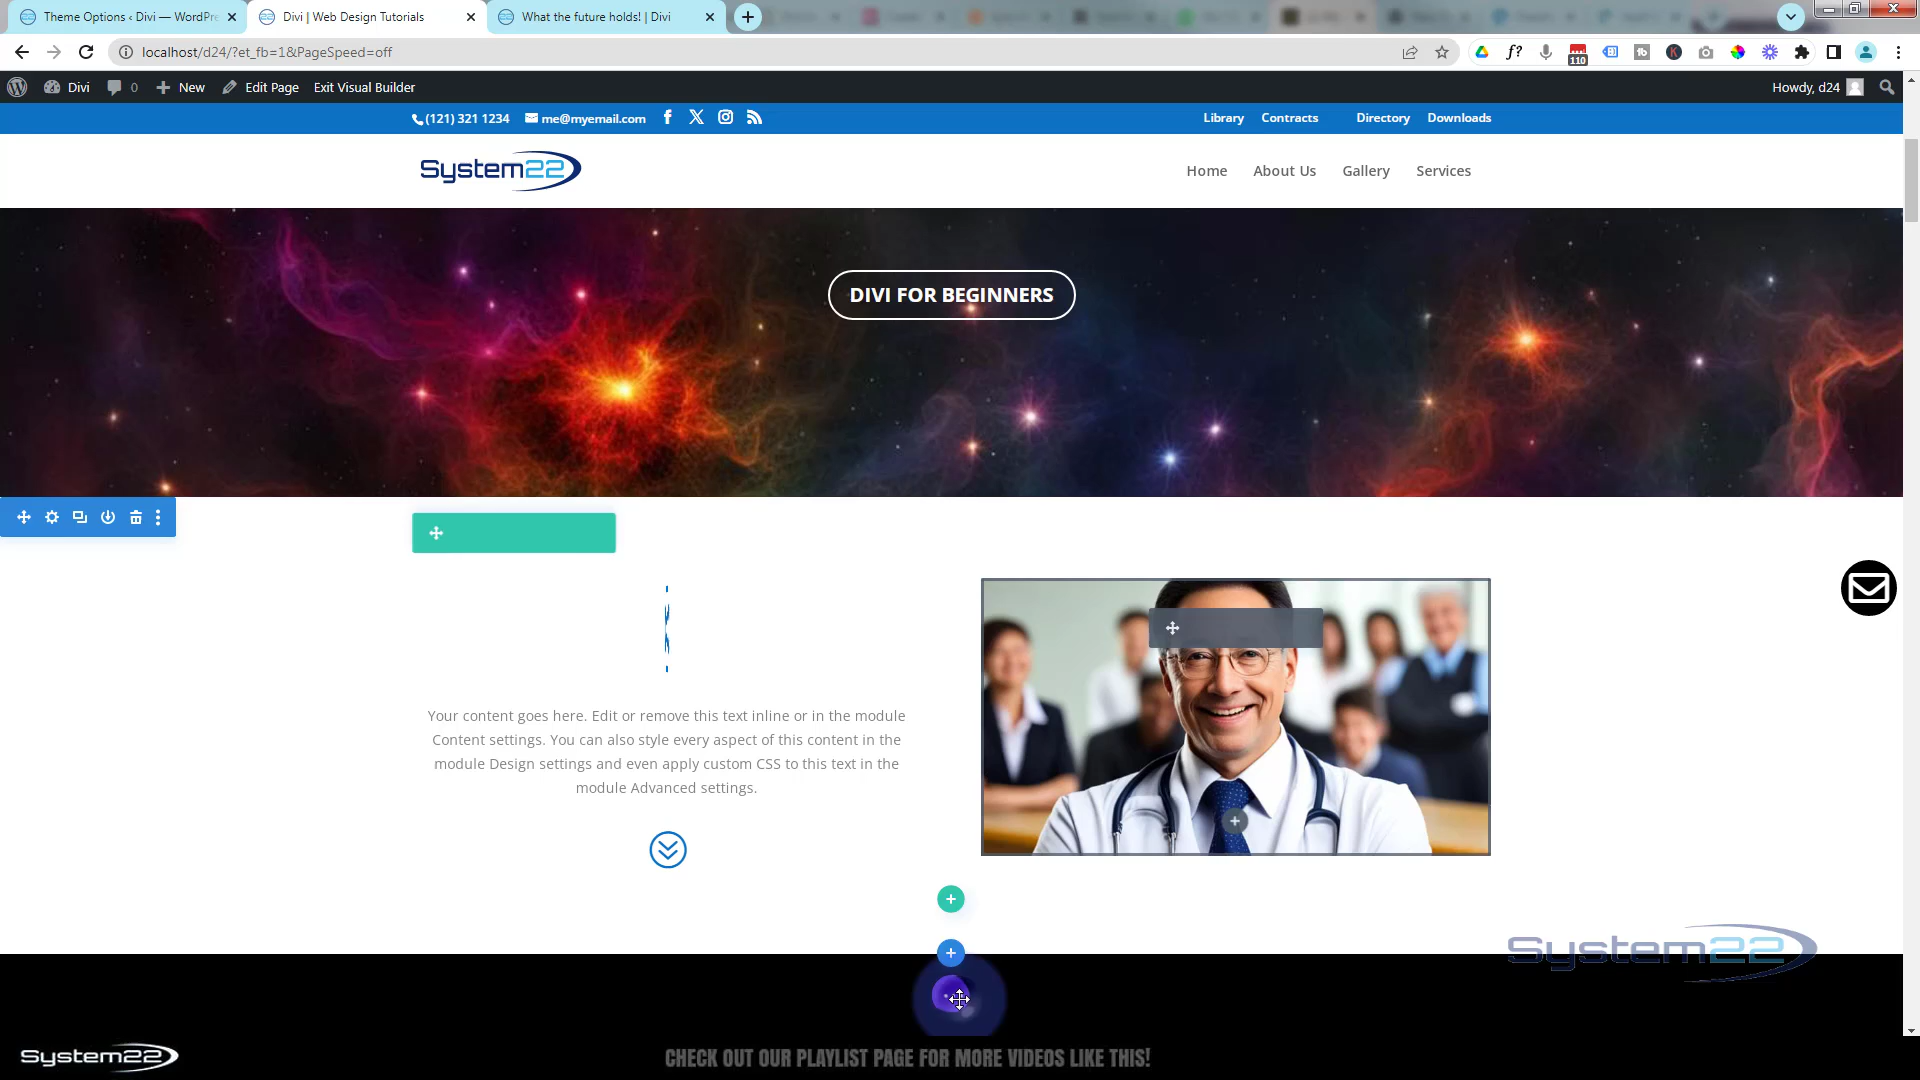 Theme Options ‹ Divi — WordPre
Divi | Web Design Tutorials
What the future holds! | Divi
localhost/d24/?et_fb=1&PageSpeed=off
110
Divi
0
New
Edit Page
Exit Visual Builder
Howdy, d24
(121) 321 1234
me@myemail.com
Library
Contracts
Directory
Downloads
System22
Home
About Us
Gallery
Services
DIVI FOR BEGINNERS
Your content goes here. Edit or remove this text inline or in the module
Content settings. You can also style every aspect of this content in the
module Design settings and even apply custom CSS to this text in the
module Advanced settings.
System22
System22
CHECK OUT OUR PLAYLIST PAGE FOR MORE VIDEOS LIKE THIS!